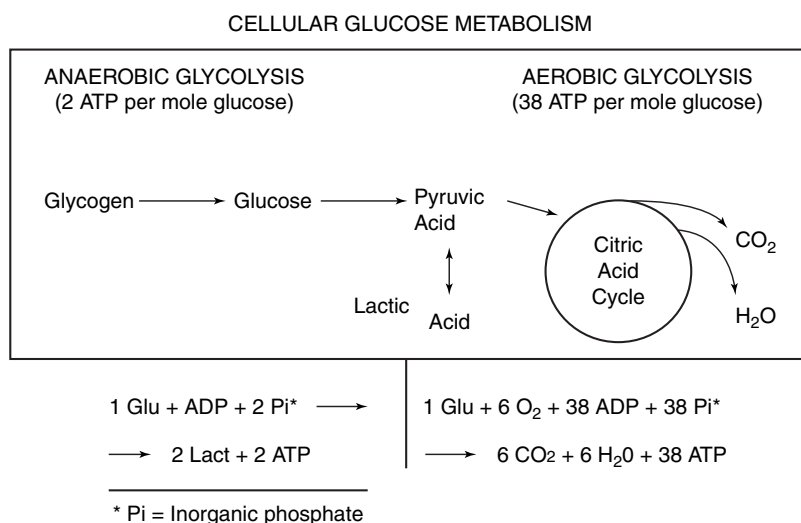 CELLULAR GLUCOSE METABOLISM
ANAEROBIC GLYCOLYSIS
(2 ATP per mole glucose)
AEROBIC GLYCOLYSIS
(38 ATP per mole glucose)
Glycogen
Glucose
Pyruvic
Acid
Lactic
Acid
Citric
Acid
Cycle
CO₂
H₂O
1 Glu + ADP + 2 Pi* →
→ 2 Lact + 2 ATP
* Pi = Inorganic phosphate
1 Glu + 6 O₂ + 38 ADP + 38 Pi*
→ 6 CO₂ + 6 H₂0 + 38 ATP